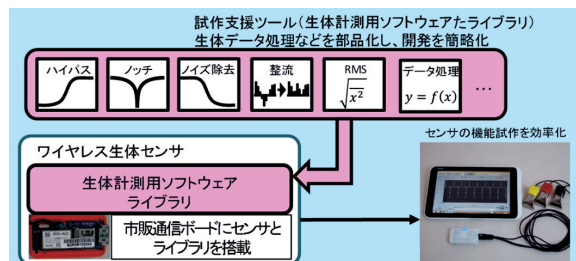 試作支援ツール(生体計測用ソフトウェアたライブラリ)
生体データ処理などを部品化し、開発を簡略化
ハイパス
ノッチ
ノイズ除去
整流
RMS
√x²
データ処理
y = f(x)
…
ワイヤレス生体センサ
生体計測用ソフトウェア
ライブラリ
市販通信ボードにセンサと
ライブラリを搭載
センサの機能試作を効率化